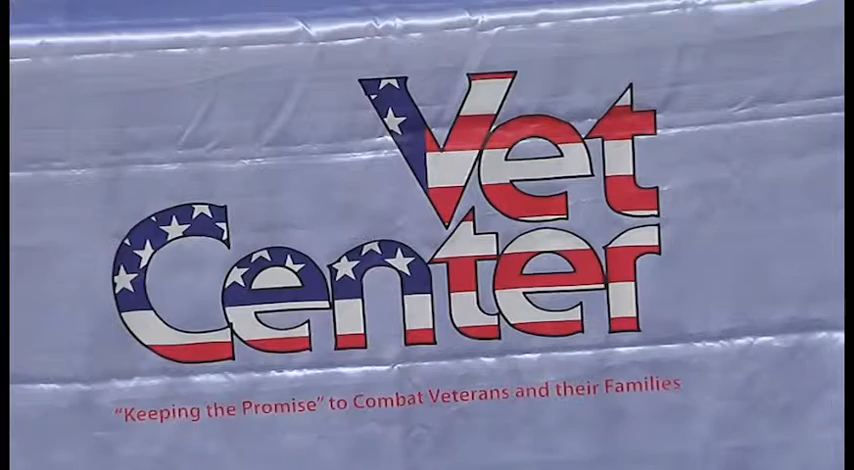 Vet
Center
“Keeping the Promise” to Combat Veterans and their Families